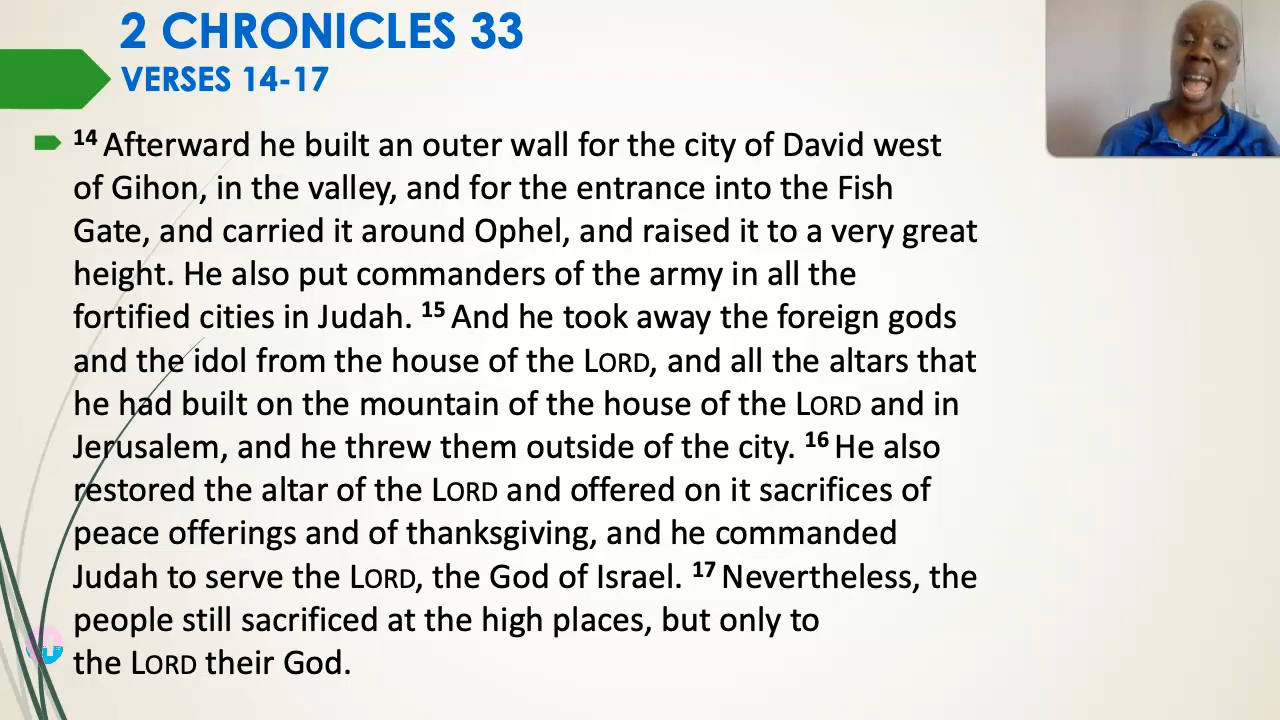 2 CHRONICLES 33
VERSES 14-17
14 Afterward he built an outer wall for the city of David west
of Gihon, in the valley, and for the entrance into the Fish
Gate, and carried it around Ophel, and raised it to a very great
height. He also put commanders of the army in all the
fortified cities in Judah. 15 And he took away the foreign gods
and the idol from the house of the LORD, and all the altars that
he had built on the mountain of the house of the LORD and in
Jerusalem, and he threw them outside of the city. 16 He also
restored the altar of the LORD and offered on it sacrifices of
peace offerings and of thanksgiving, and he commanded
Judah to serve the LORD, the God of Israel. 17 Nevertheless, the
people still sacrificed at the high places, but only to
the LORD their God.